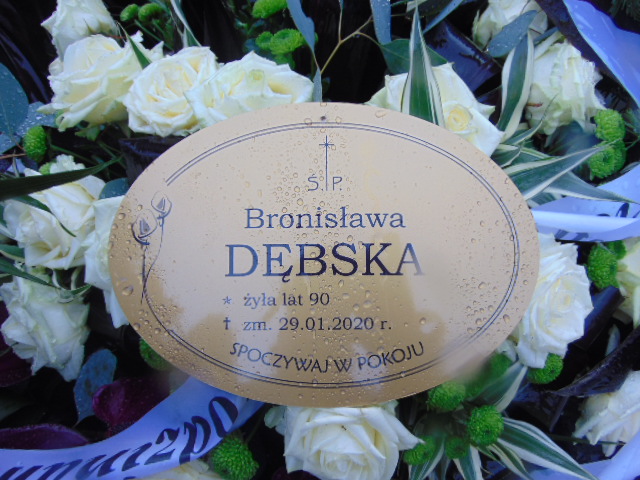 Ś. P.
Bronisława
DĘBSKA
* żyła lat 90
† zm. 29.01.2020 r.
SPOCZYWAJ W POKOJU